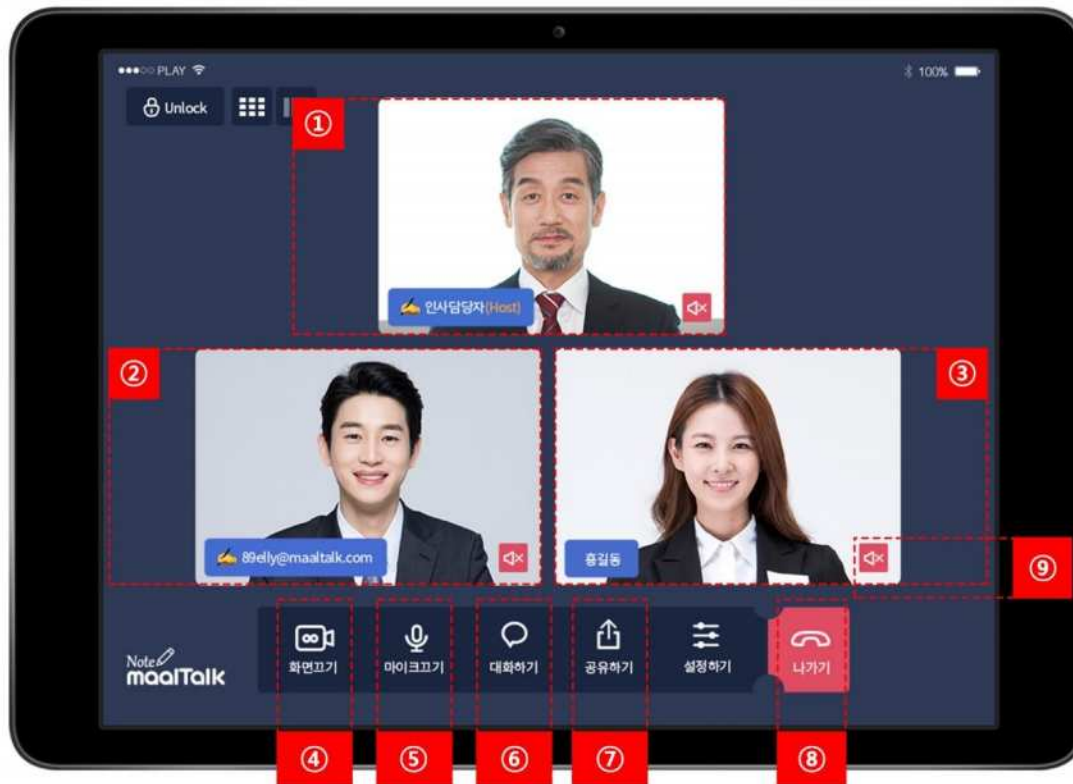 PLAY
100%
Unlock
①
인사담당자(Host)
②
③
89elly@maaltalk.com
홍길동
⑨
Note
maalTalk
화면끄기
마이크끄기
대화하기
공유하기
설정하기
나가기
④
⑤
⑥
⑦
⑧